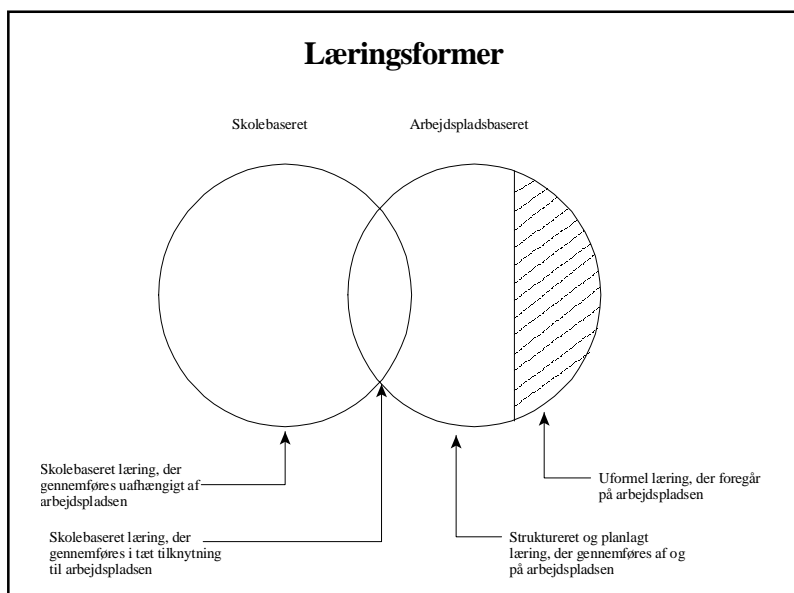 Læringsformer
Skolebaseret
Arbejdspladsbaseret
Skolebaseret læring, der
gennemføres uafhængigt af
arbejdspladsen
Skolebaseret læring, der
gennemføres i tæt tilknytning
til arbejdspladsen
Struktureret og planlagt
læring, der gennemføres af og
på arbejdspladsen
Uformel læring, der foregår
på arbejdspladsen